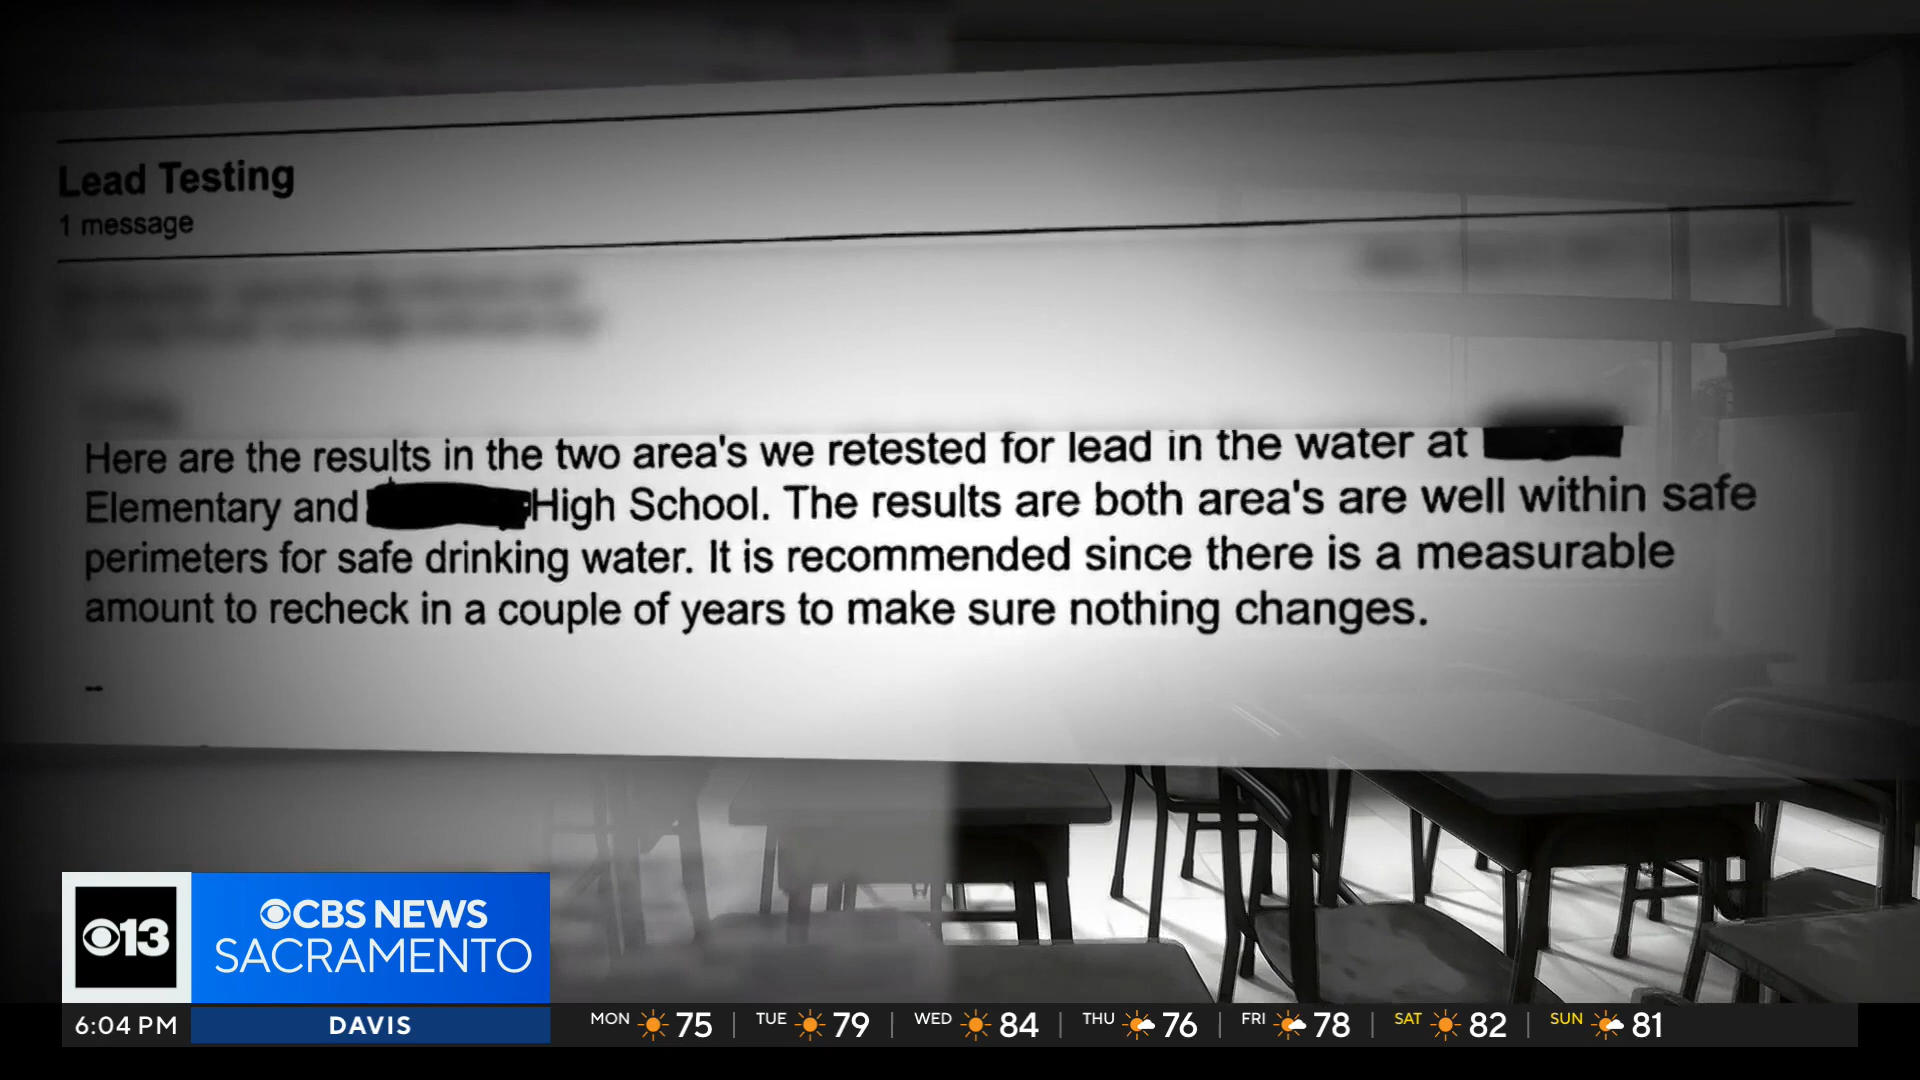 Lead Testing
1 message
Here are the results in the two area's we retested for lead in the water at
Elementary and High School. The results are both area's are well within safe
perimeters for safe drinking water. It is recommended since there is a measurable
amount to recheck in a couple of years to make sure nothing changes.
--
13
CBS NEWS
SACRAMENTO
6:04 PM DAVIS MON 75 | TUE 79 | WED 84 | THU 76 | FRI 78 | SAT 82 | SUN 81